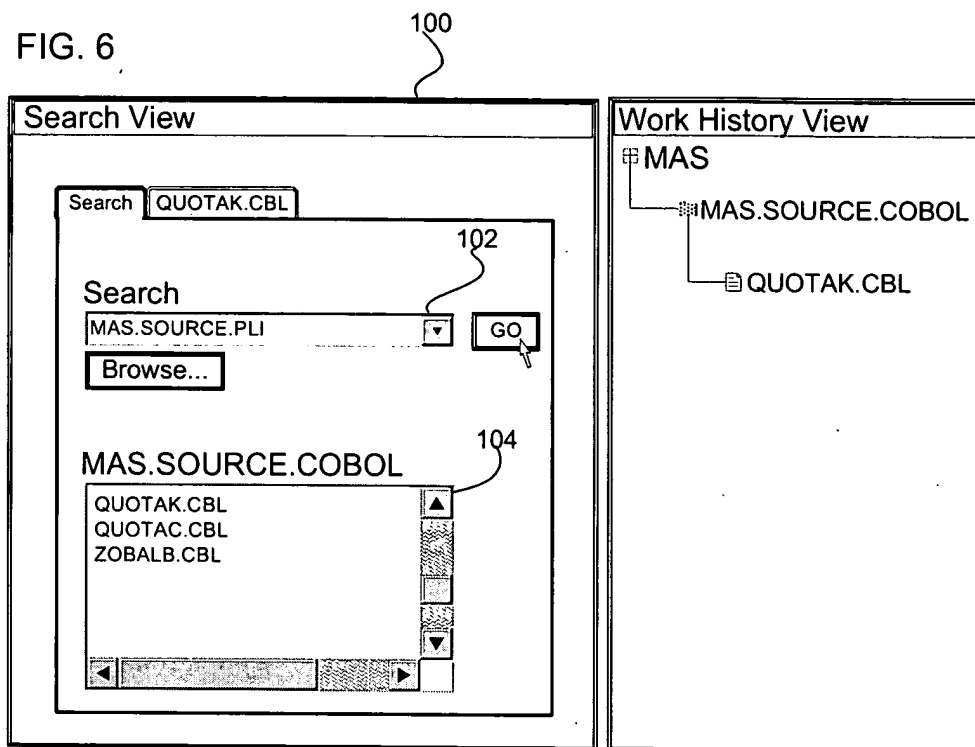 FIG. 6
100
Search View
Search QUOTAK.CBL
102
Search
MAS.SOURCE.PLI
GO
Browse...
104
MAS.SOURCE.COBOL
QUOTAK.CBL
QUOTAC.CBL
ZOBALB.CBL
Work History View
MAS
MAS.SOURCE.COBOL
QUOTAK.CBL